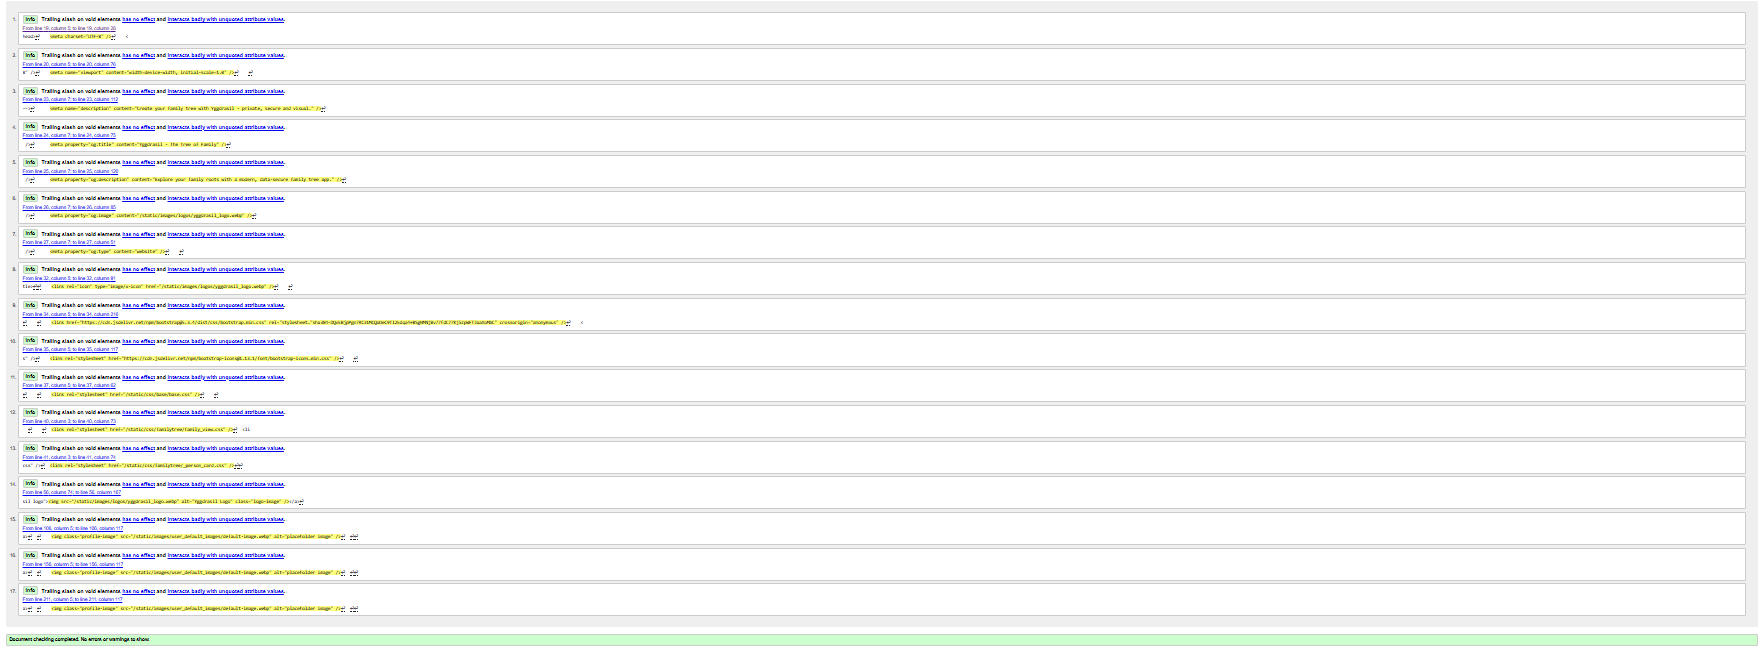 1. Info Trailing slash on void elements has no effect and interacts badly with unquoted attribute values.
From line 19, column 5; to line 19, column 26
head>↩ <meta charset="UTF-8" />↩ <
2. Info Trailing slash on void elements has no effect and interacts badly with unquoted attribute values.
From line 20, column 5; to line 20, column 76
8" />↩ <meta name="viewport" content="width=device-width, initial-scale=1.0" />↩ ↩
3. Info Trailing slash on void elements has no effect and interacts badly with unquoted attribute values.
From line 23, column 7; to line 23, column 112
-->↩ <meta name="description" content="Create your family tree with Yggdrasil - private, secure and visual." />↩
4. Info Trailing slash on void elements has no effect and interacts badly with unquoted attribute values.
From line 24, column 7; to line 24, column 75
/>↩ <meta property="og:title" content="Yggdrasil - The Tree of Family" />↩
5. Info Trailing slash on void elements has no effect and interacts badly with unquoted attribute values.
From line 25, column 7; to line 25, column 120
/>↩ <meta property="og:description" content="Explore your family roots with a modern, data-secure family tree app." />↩
6. Info Trailing slash on void elements has no effect and interacts badly with unquoted attribute values.
From line 26, column 7; to line 26, column 85
/>↩ <meta property="og:image" content="/static/images/logos/yggdrasil_logo.webp" />↩
7. Info Trailing slash on void elements has no effect and interacts badly with unquoted attribute values.
From line 27, column 7; to line 27, column 51
/>↩ <meta property="og:type" content="website" />↩ ↩
8. Info Trailing slash on void elements has no effect and interacts badly with unquoted attribute values.
From line 32, column 5; to line 32, column 91
tle>↩↩ <link rel="icon" type="image/x-icon" href="/static/images/logos/yggdrasil_logo.webp" />↩ ↩
9. Info Trailing slash on void elements has no effect and interacts badly with unquoted attribute values.
From line 34, column 5; to line 34, column 216
↩ ↩ <link href="https://cdn.jsdelivr.net/npm/bootstrap@5.3.4/dist/css/bootstrap.min.css" rel="stylesheet" crossorigin="anonymous" />↩ <
10. Info Trailing slash on void elements has no effect and interacts badly with unquoted attribute values.
From line 35, column 5; to line 35, column 117
s" />↩ <link rel="stylesheet" href="https://cdn.jsdelivr.net/npm/bootstrap-icons@1.13.1/font/bootstrap-icons.min.css" />↩ ↩
11. Info Trailing slash on void elements has no effect and interacts badly with unquoted attribute values.
From line 37, column 5; to line 37, column 62
↩ ↩ <link rel="stylesheet" href="/static/css/base/base.css" />↩ ↩
12. Info Trailing slash on void elements has no effect and interacts badly with unquoted attribute values.
From line 40, column 3; to line 40, column 73
↩ ↩ <link rel="stylesheet" href="/static/css/familytree/family_view.css" />↩ <li
13. Info Trailing slash on void elements has no effect and interacts badly with unquoted attribute values.
From line 41, column 3; to line 41, column 74
css" />↩ <link rel="stylesheet" href="/static/css/familytree/_person_card.css" />↩↩
14. Info Trailing slash on void elements has no effect and interacts badly with unquoted attribute values.
From line 56, column 74; to line 56, column 167
sil logo"><img src="/static/images/logos/yggdrasil_logo.webp" alt="Yggdrasil Logo" class="logo-image" /></a>↩
15. Info Trailing slash on void elements has no effect and interacts badly with unquoted attribute values.
From line 106, column 5; to line 106, column 117
a>↩ ↩ <img class="profile-image" src="/static/images/user_default_images/default-image.webp" alt="placeholder image" />↩ ↩↩
16. Info Trailing slash on void elements has no effect and interacts badly with unquoted attribute values.
From line 156, column 5; to line 156, column 117
a>↩ ↩ <img class="profile-image" src="/static/images/user_default_images/default-image.webp" alt="placeholder image" />↩ ↩↩
17. Info Trailing slash on void elements has no effect and interacts badly with unquoted attribute values.
From line 211, column 5; to line 211, column 117
a>↩ ↩ <img class="profile-image" src="/static/images/user_default_images/default-image.webp" alt="placeholder image" />↩ ↩↩
Document checking completed. No errors or warnings to show.